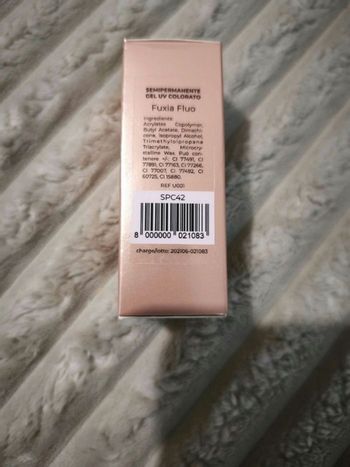 SEMIPERMANENTE
GEL UV COLORATO
Fuxia Fluo
Ingredients:
Acrylates Copolymer,
Butyl Acetate, Dimethi-
cone, Isopropyl Alcohol,
Trimethylolpropane
Triacrylate, Microcry-
stalline Wax. Può con-
tenere +/-: CI 77491, CI
77891, CI 77163, CI 77266,
CI 77007, CI 77492, CI
60725, CI 15880.
REF U001
SPC42
8 000000 021083
charge/lotto: 202106-021083